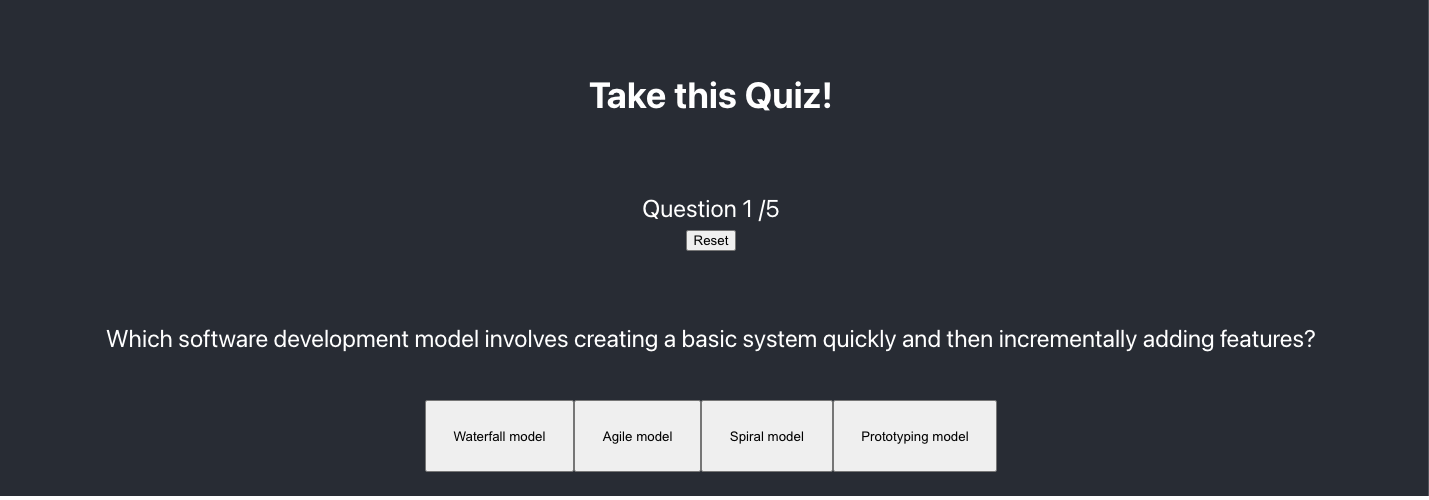 Take this Quiz!
Question 1 /5
Reset
Which software development model involves creating a basic system quickly and then incrementally adding features?
Waterfall model
Agile model
Spiral model
Prototyping model